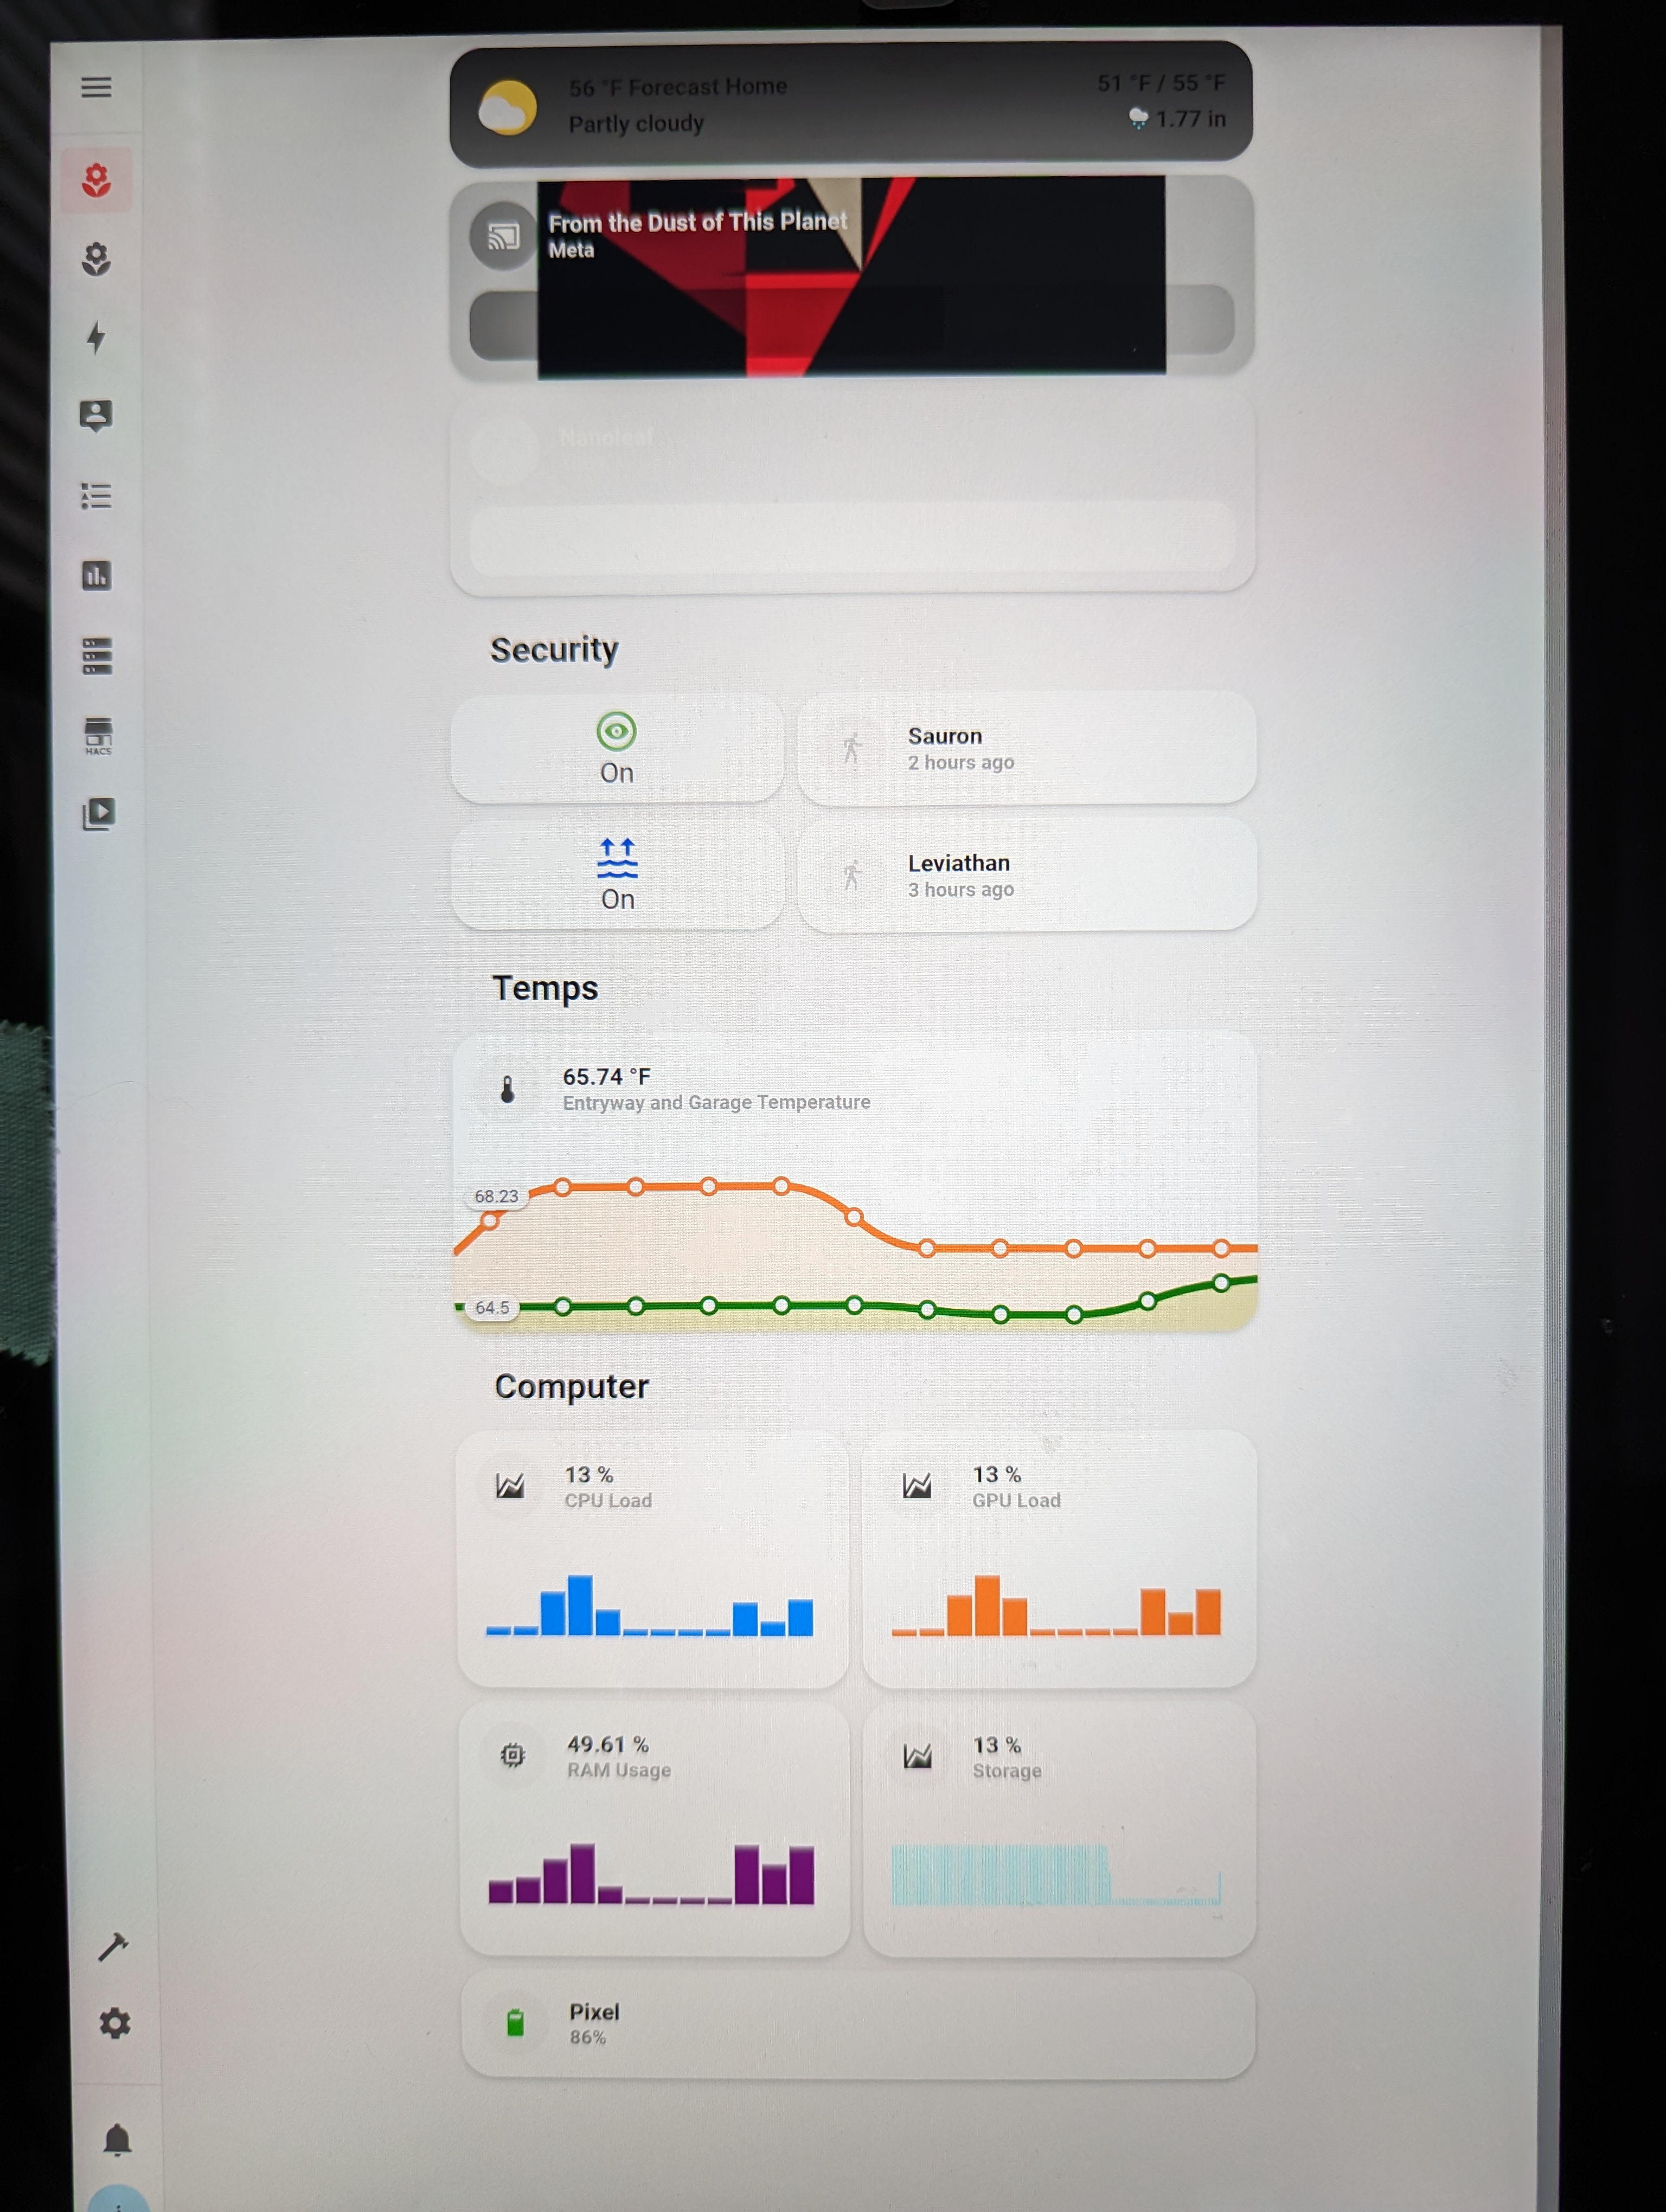 56 °F Forecast Home
Partly cloudy
51 °F / 55 °F
1.77 in
From the Dust of This Planet
Meta
Nanoleaf
Security
On
Sauron
2 hours ago
On
Leviathan
3 hours ago
Temps
65.74 °F
Entryway and Garage Temperature
68.23
64.5
Computer
13 %
CPU Load
13 %
GPU Load
49.61 %
RAM Usage
13 %
Storage
Pixel
86%
HACS